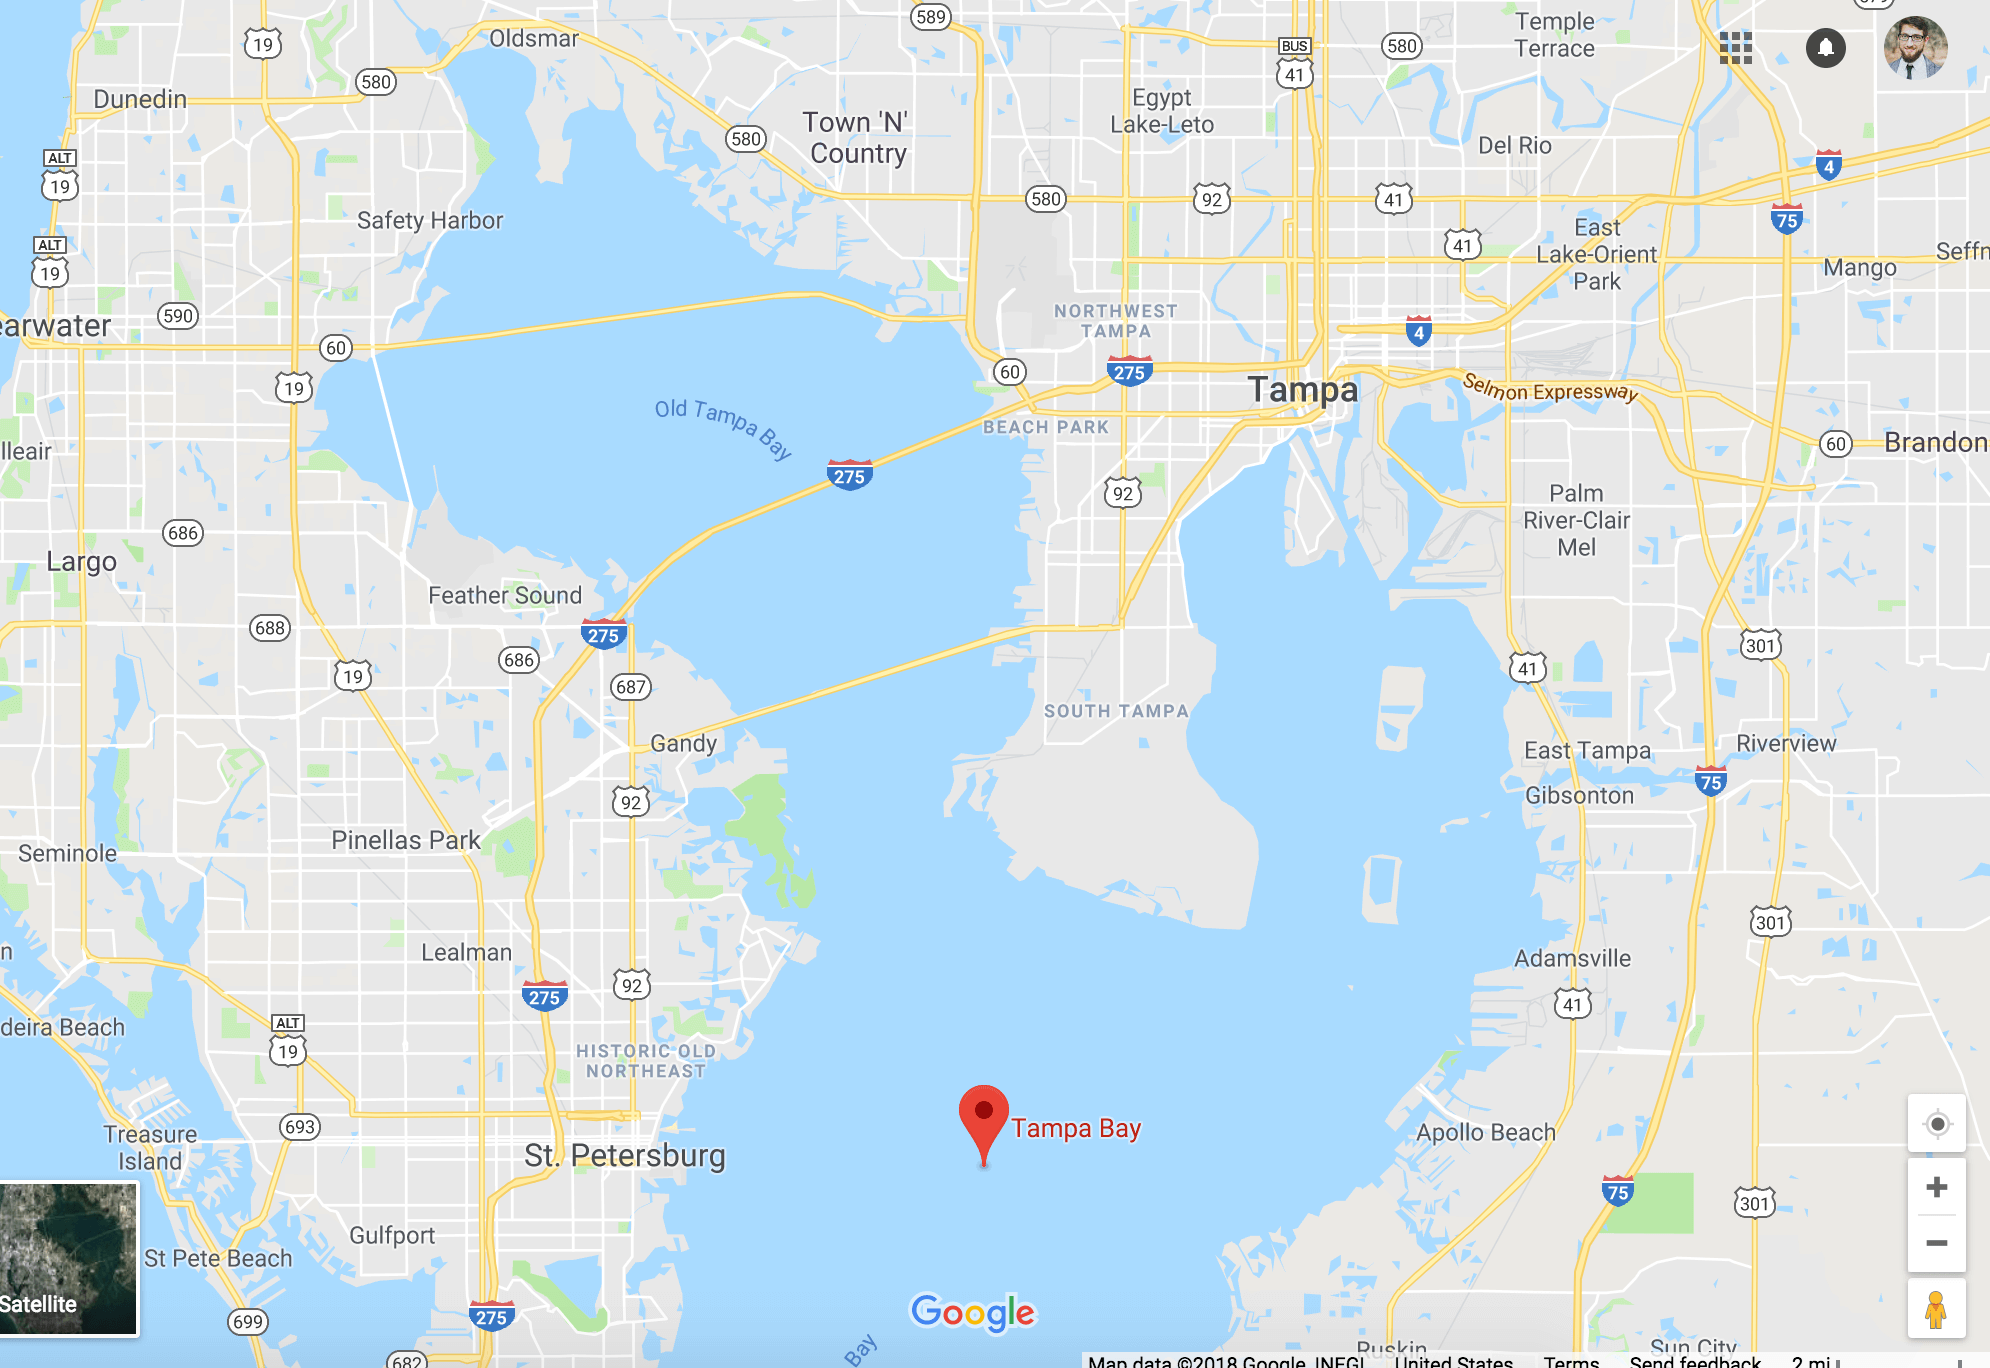 589
Oldsmar
Temple
Terrace
19
BUS
41
580
580
Dunedin
Egypt
Lake-Leto
Town 'N'
Country
580
Del Rio
ALT
19
4
580
92
41
75
Safety Harbor
ALT
19
41
East
Lake-Orient
Park
Mango
Seffn
590
NORTHWEST
TAMPA
earwater
60
4
19
60
275
Tampa
Selmon Expressway
Old Tampa Bay
BEACH PARK
lleair
60
Brandon
275
92
Palm
River-Clair
Mel
686
Largo
Feather Sound
688
275
301
686
41
19
687
SOUTH TAMPA
Gandy
East Tampa
Riverview
75
92
Gibsonton
Pinellas Park
Seminole
301
n
Lealman
Adamsville
92
275
41
deira Beach
ALT
19
HISTORIC OLD
NORTHEAST
693
Tampa Bay
Treasure
Island
Apollo Beach
St. Petersburg
75
301
Gulfport
St Pete Beach
Satellite
Google
275
699
Bay
682
Ruskin
Sun City
Map data ©2018 Google, INEGI United States Terms Send feedback 2 mi